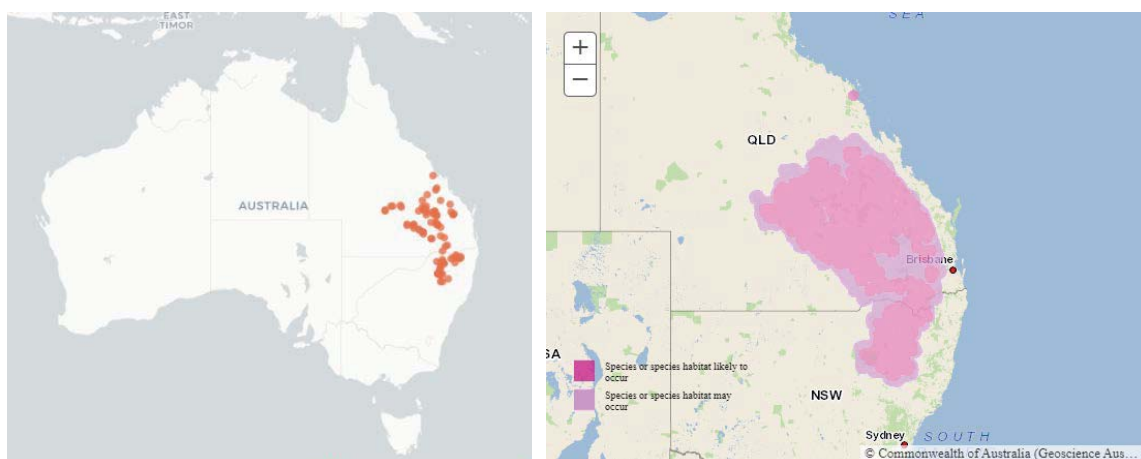 EAST
TIMOR
AUSTRALIA
SEA
+
−
QLD
Brisbane
SA
Species or species habitat likely to
occur
Species or species habitat may
occur
NSW
Sydney
SOUTH
© Commonwealth of Australia (Geoscience Aus…